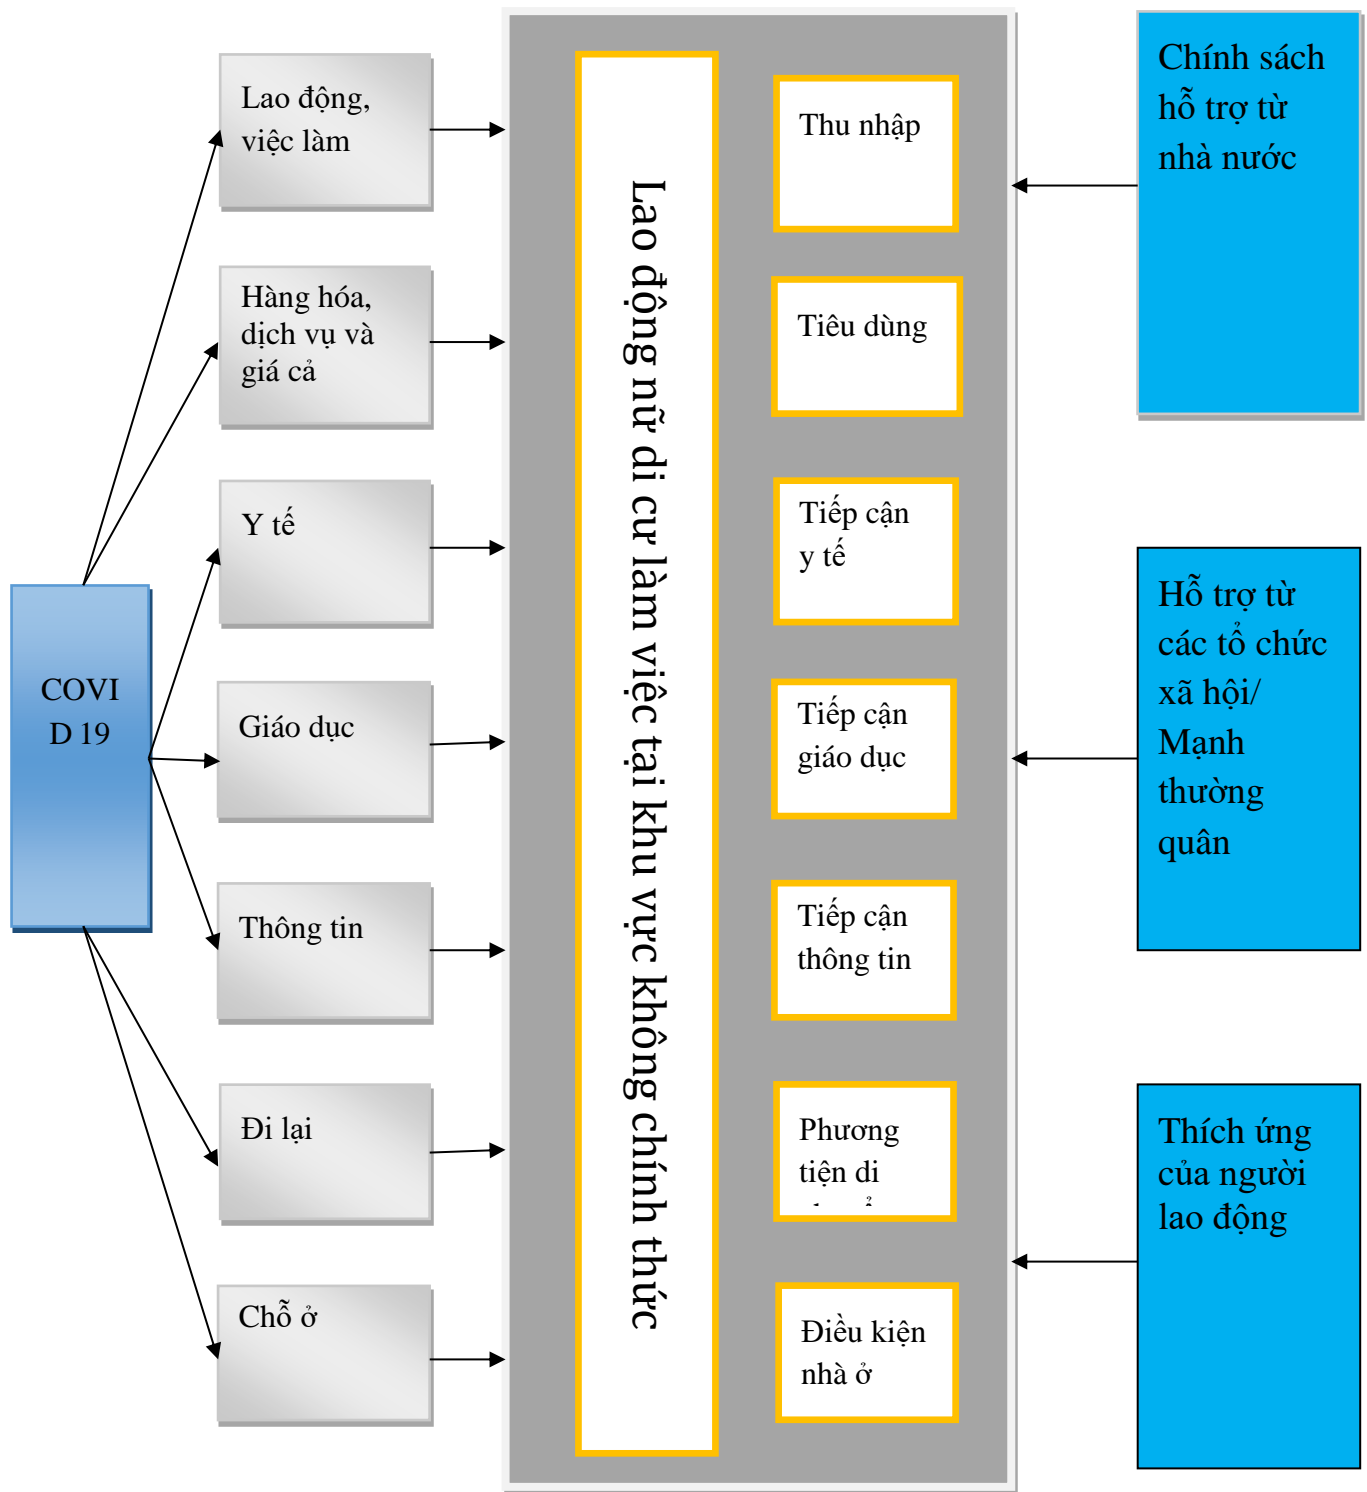 COVI
D 19
Lao động,
việc làm
Hàng hóa,
dịch vụ và
giá cả
Y tế
Giáo dục
Thông tin
Đi lại
Chỗ ở
Lao động nữ di cư làm việc tại khu vực không chính thức
Thu nhập
Tiêu dùng
Tiếp cận
y tế
Tiếp cận
giáo dục
Tiếp cận
thông tin
Phương
tiện di
Điều kiện
nhà ở
Chính sách
hỗ trợ từ
nhà nước
Hỗ trợ từ
các tổ chức
xã hội/
Mạnh
thường
quân
Thích ứng
của người
lao động